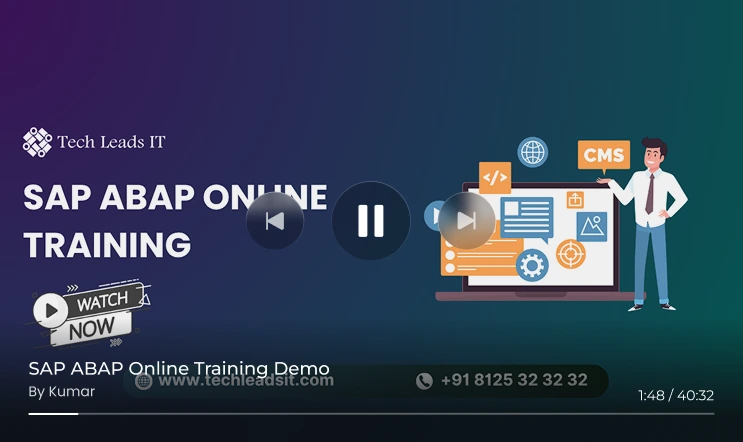 Tech Leads IT
CMS
</>
SAP ABAP ONLINE
TRAINING
WATCH
NOW
SAP ABAP Online Training Demo
www.techleadsit.com
+91 8125 32 32 32
By Kumar
1:48 / 40:32